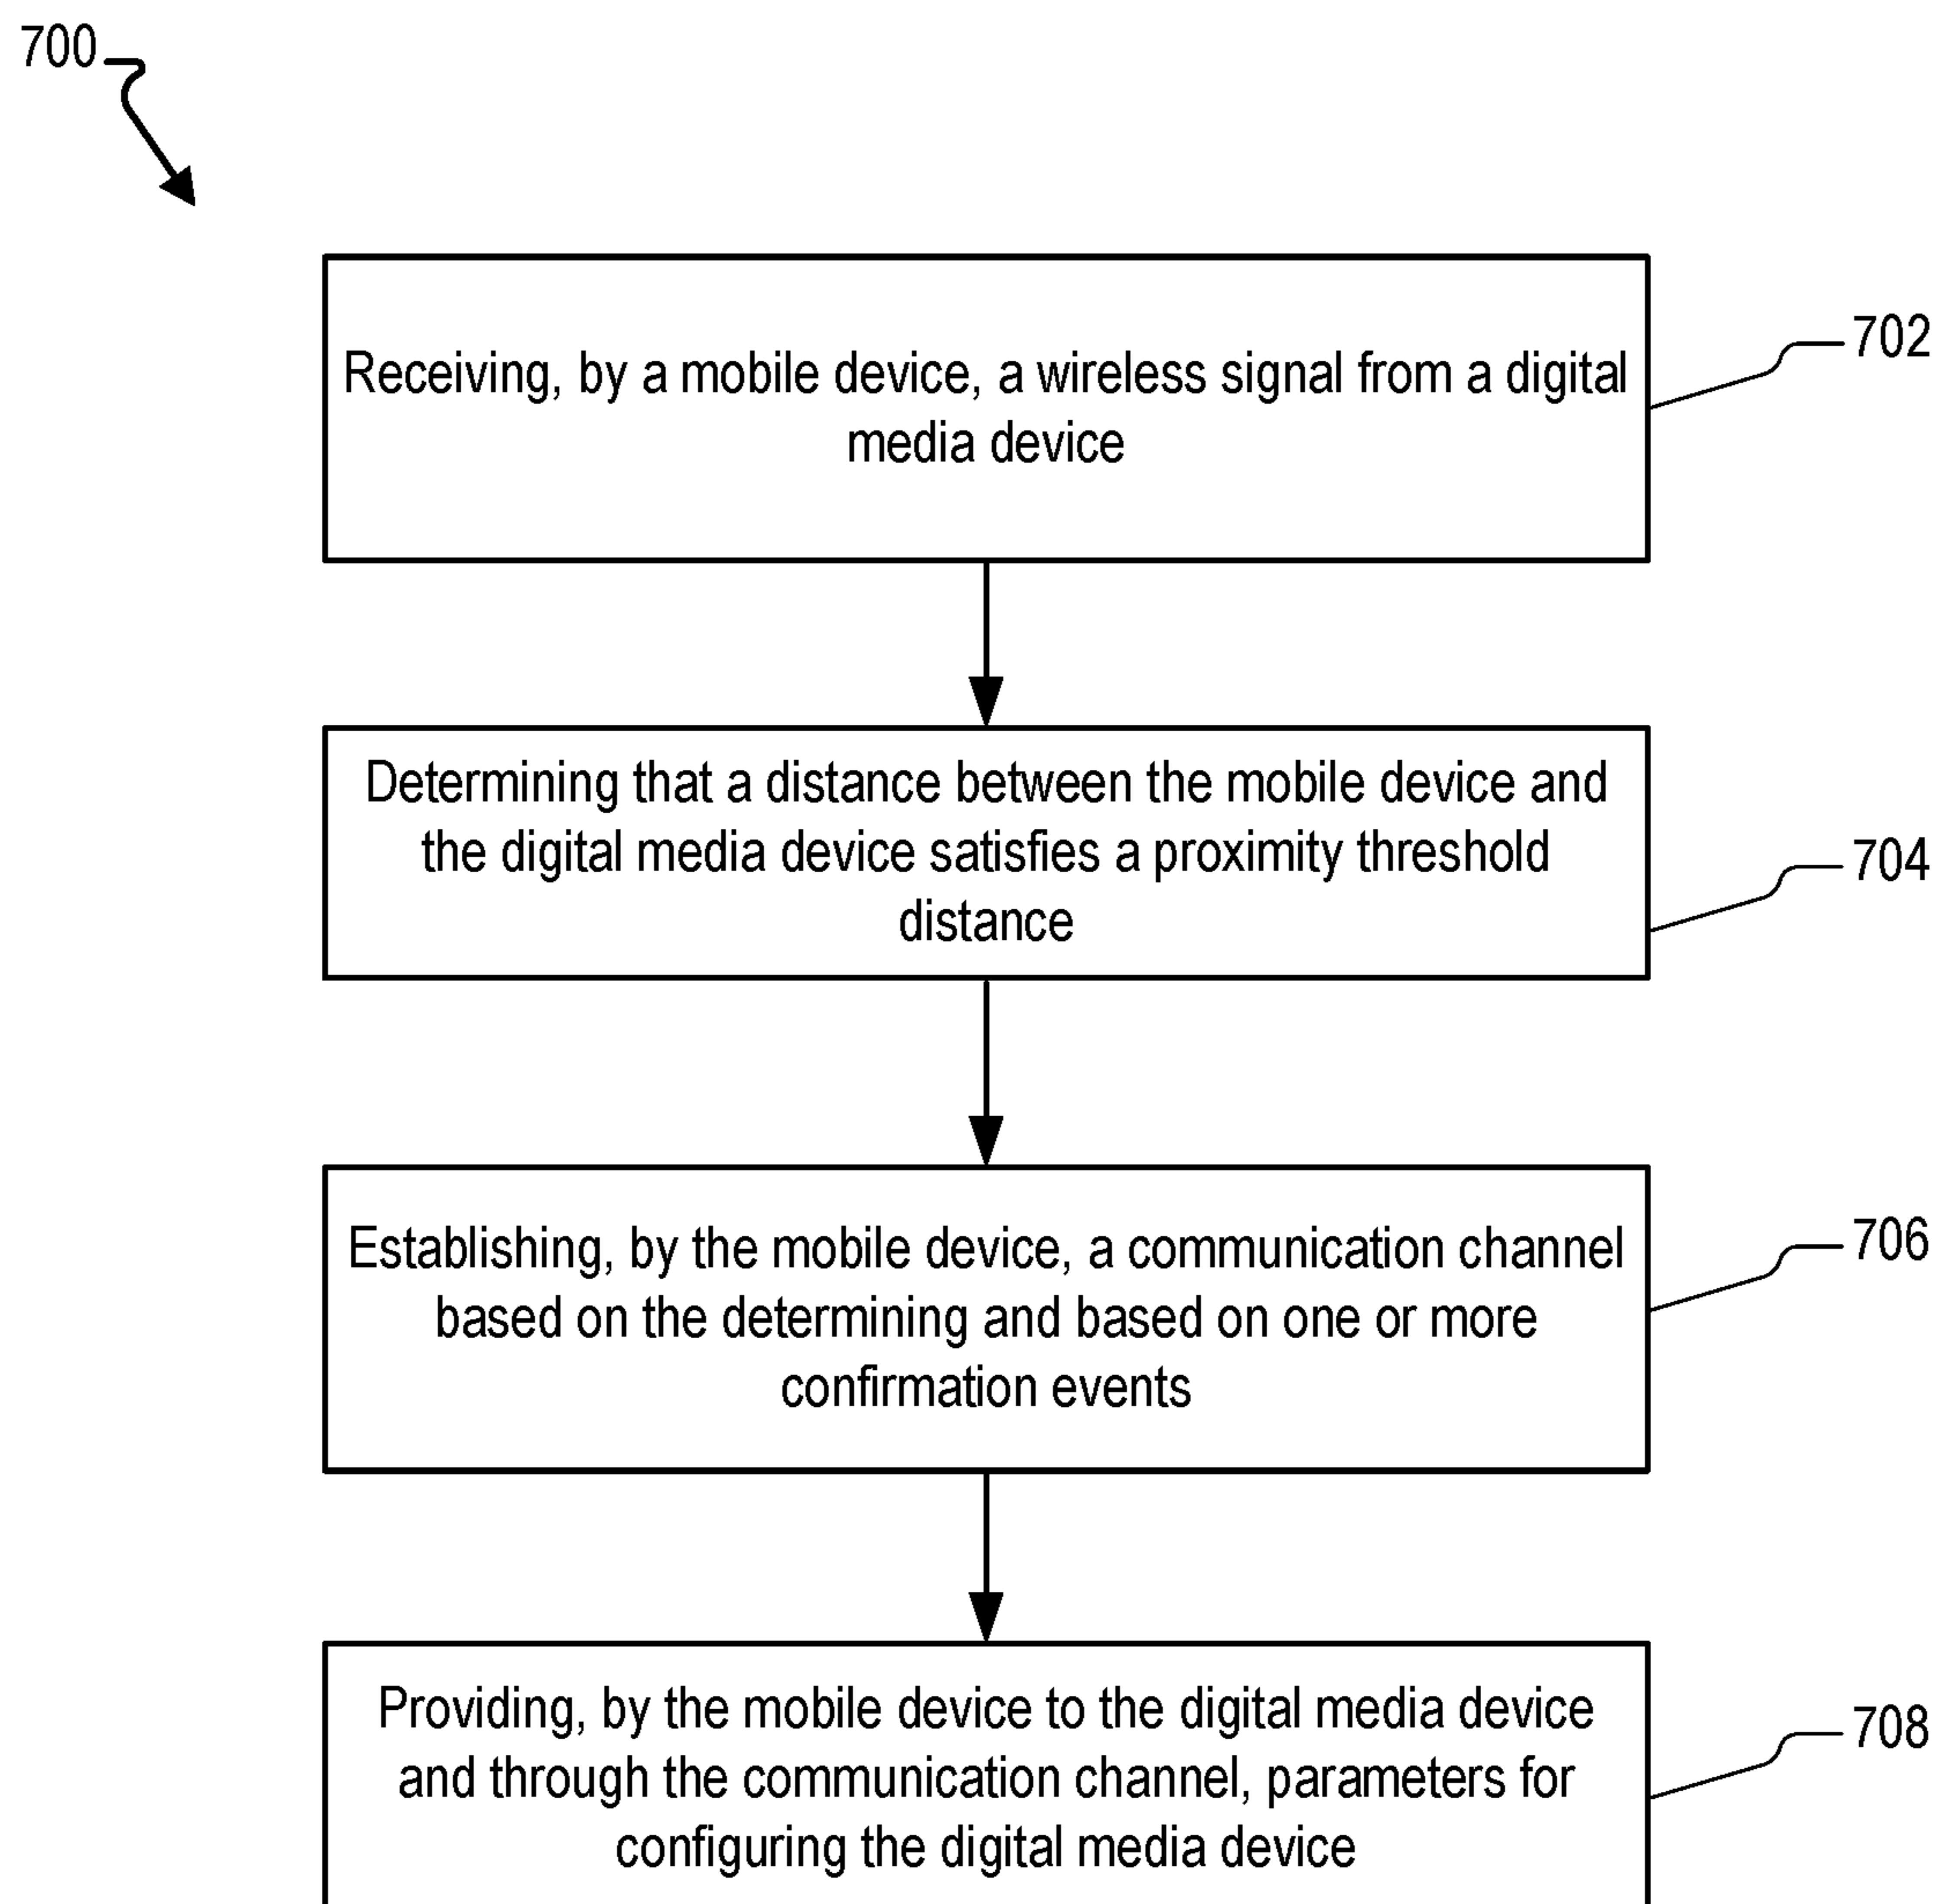 700
Receiving, by a mobile device, a wireless signal from a digital
media device
702
Determining that a distance between the mobile device and
the digital media device satisfies a proximity threshold
distance
704
Establishing, by the mobile device, a communication channel
based on the determining and based on one or more
confirmation events
706
Providing, by the mobile device to the digital media device
and through the communication channel, parameters for
configuring the digital media device
708